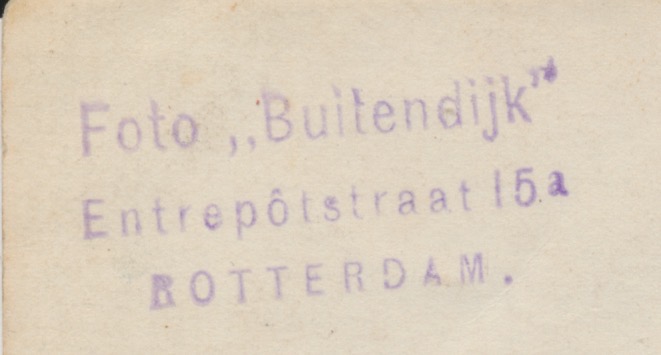 Foto „Buitendijk”
Entrepôtstraat 15a
ROTTERDAM.